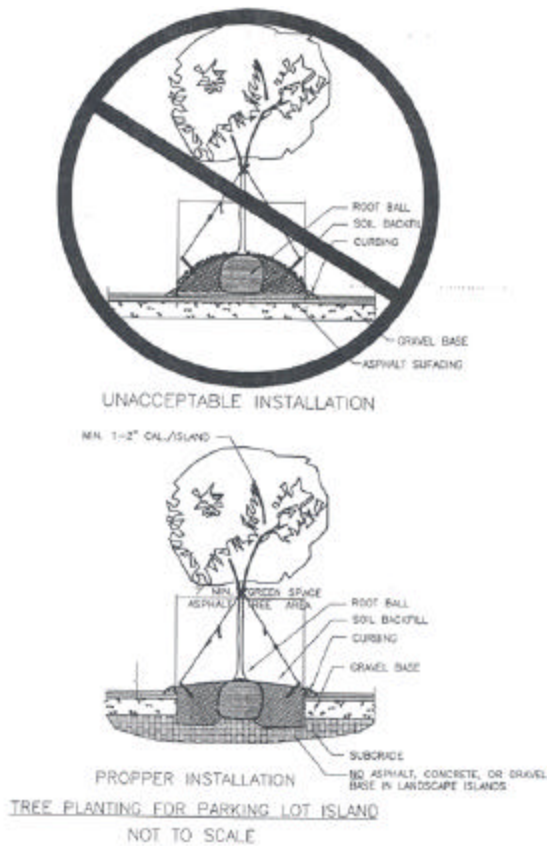 ROOT BALL
SOIL BACKFILL
CURBING
GRAVEL BASE
ASPHALT SUFACING
UNACCEPTABLE INSTALLATION
MIN. 1-2" CAL./ISLAND
MIN. GREEN SPACE
ASPHALT FREE AREA
ROOT BALL
SOIL BACKFILL
CURBING
GRAVEL BASE
SUBGRADE
NO ASPHALT, CONCRETE, OR GRAVEL
BASE IN LANDSCAPE ISLANDS
PROPPER INSTALLATION
TREE PLANTING FOR PARKING LOT ISLAND
NOT TO SCALE